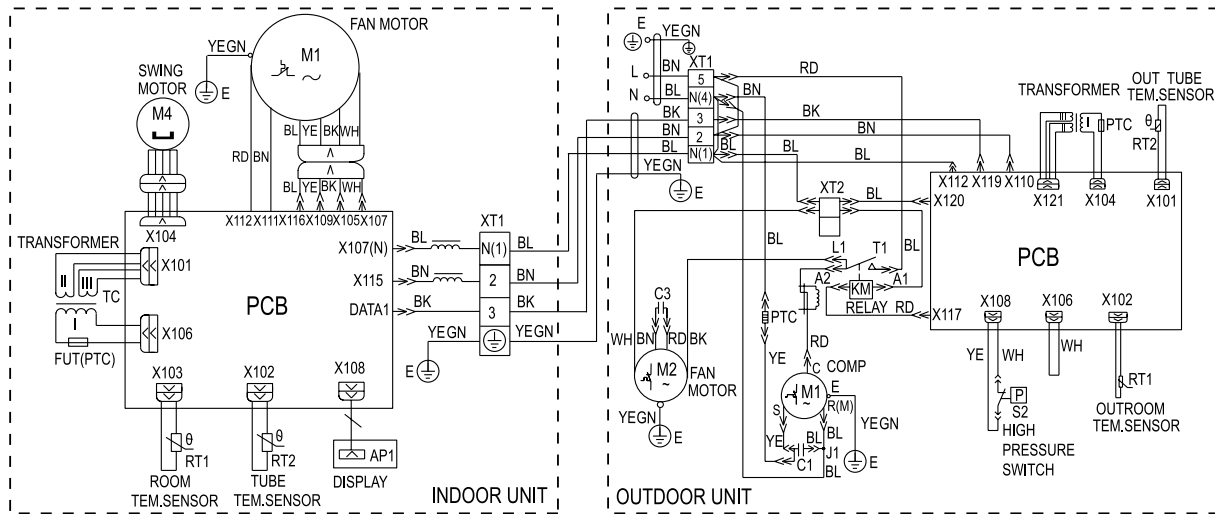 FAN MOTOR
YEGN
M1
E
SWING
MOTOR
M4
BL YE BK WH
RD BN
BL YE BK WH
X112 X111 X116 X109 X105 X107
X104
TRANSFORMER
X101
II III
TC
I
X106
FUT(PTC)
PCB
X107(N)
BL
X115
BN
DATA1
BK
YEGN
E
XT1
N(1)
2
3
BL
BN
BK
YEGN
X103
X102
X108
θ
RT1
θ
RT2
AP1
ROOM
TEM.SENSOR
TUBE
TEM.SENSOR
DISPLAY
INDOOR UNIT
E
YEGN
XT1
L
BN
5
RD
N
BL
N(4)
BN
BK
3
BK
BN
2
BN
BL
N(1)
BL
BL
YEGN
E
TRANSFORMER
I
PTC
OUT TUBE
TEM.SENSOR
θ
RT2
X112 X119 X110
X120
X121
X104
X101
XT2
BL
BL
BL
BL
L1
T1
A2
A1
KM
RELAY RD
X117
PCB
X108
X106
X102
YE
WH
WH
P
S2
HIGH
PRESSURE
SWITCH
RT1
OUTROOM
TEM.SENSOR
C3
WH BN RD BK
M2
FAN
MOTOR
YEGN
E
PTC
YE
RD
C COMP
M1
E
S
R(M)
YEGN
YE
BL
BL
C1
J1
BL
E
OUTDOOR UNIT